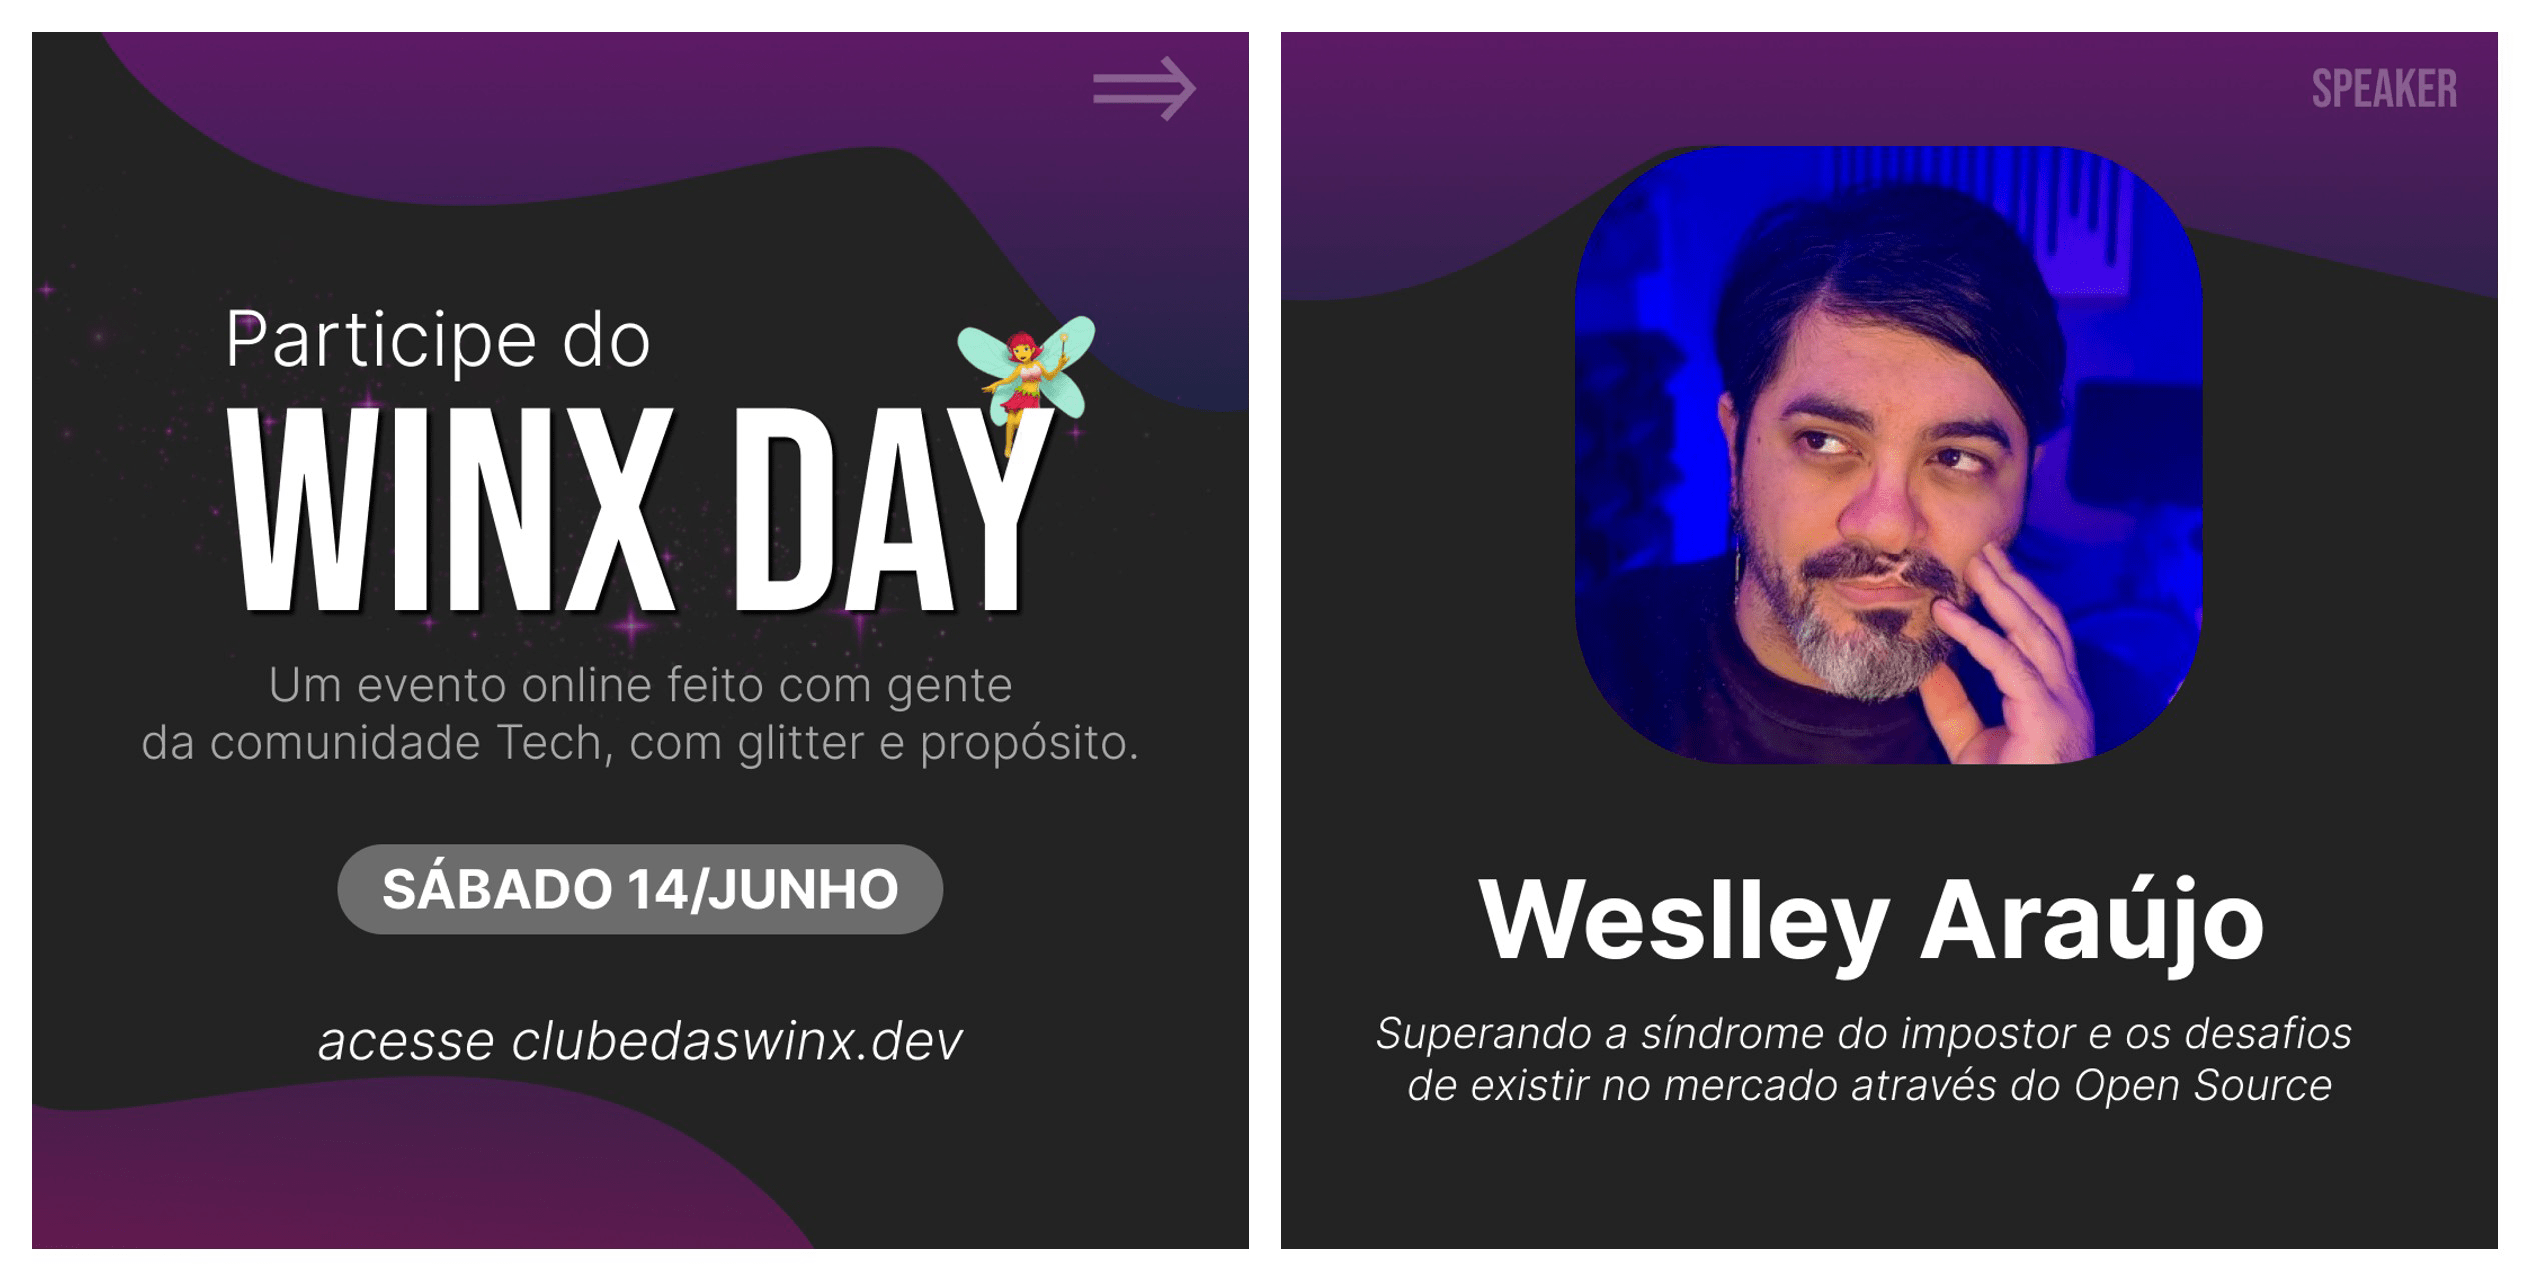 Participe do
WINX DAY
Um evento online feito com gente
da comunidade Tech, com glitter e propósito.
SÁBADO 14/JUNHO
acesse clubedaswinx.dev
SPEAKER
Weslley Araújo
Superando a síndrome do impostor e os desafios
de existir no mercado através do Open Source